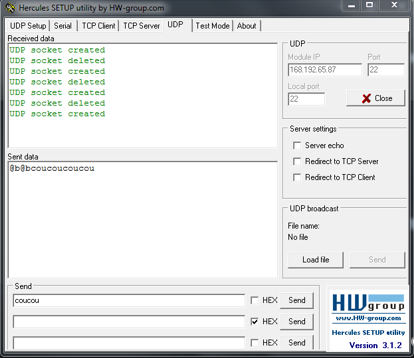 Hercules SETUP utility by HW-group.com
UDP Setup Serial TCP Client TCP Server UDP Test Mode About
Received data
UDP socket created
UDP socket deleted
UDP socket created
UDP socket deleted
UDP socket created
UDP socket deleted
UDP socket created
Sent data
@b@bcoucoucoucou
UDP
Module IP Port
168.192.65.87 22
Local port
22 Close
Server settings
Server echo
Redirect to TCP Server
Redirect to TCP Client
UDP broadcast
File name:
No file
Load file Send
Send
coucou HEX Send
HEX Send
HEX Send
HW group
www.HW-group.com
Hercules SETUP utility
Version 3.1.2